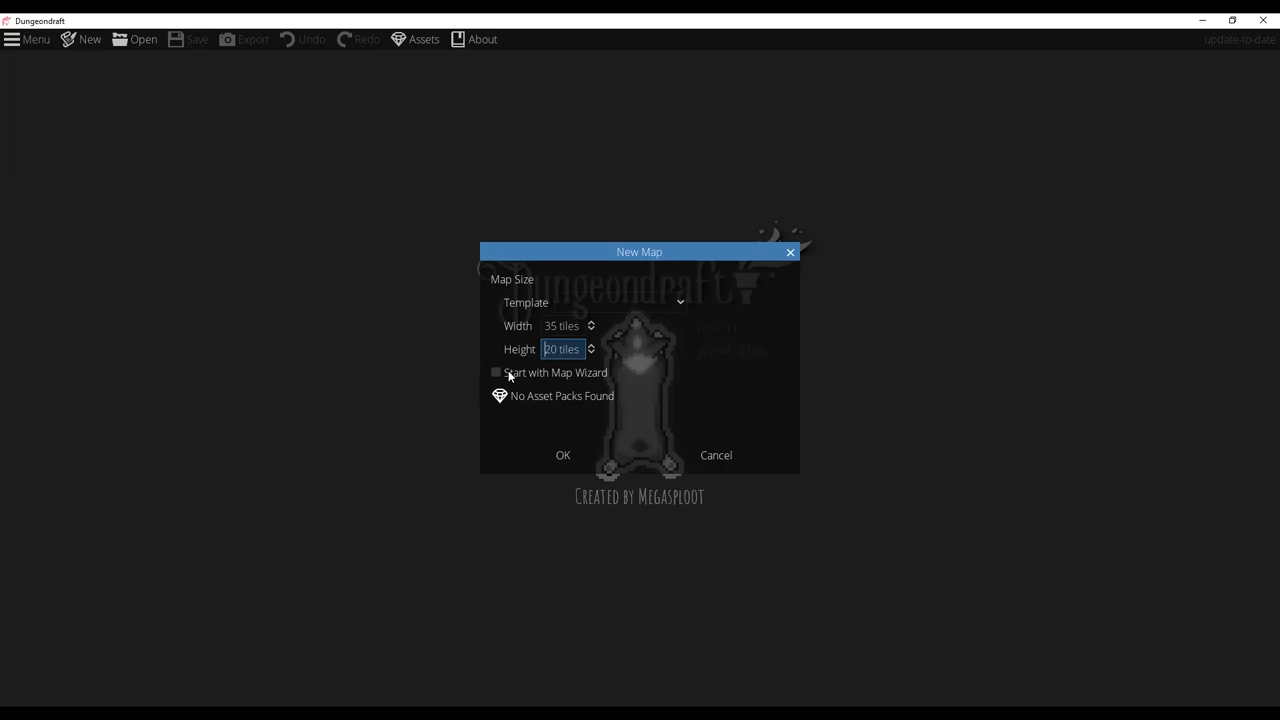 Dungeondraft
Menu New Open Save Export Undo Redo Assets About update-to-date
New Map
Dungeondraft
Map Size
Template
Width 35 tiles
Height 20 tiles
Start with Map Wizard
No Asset Packs Found
OK Cancel
Created by Megasploot